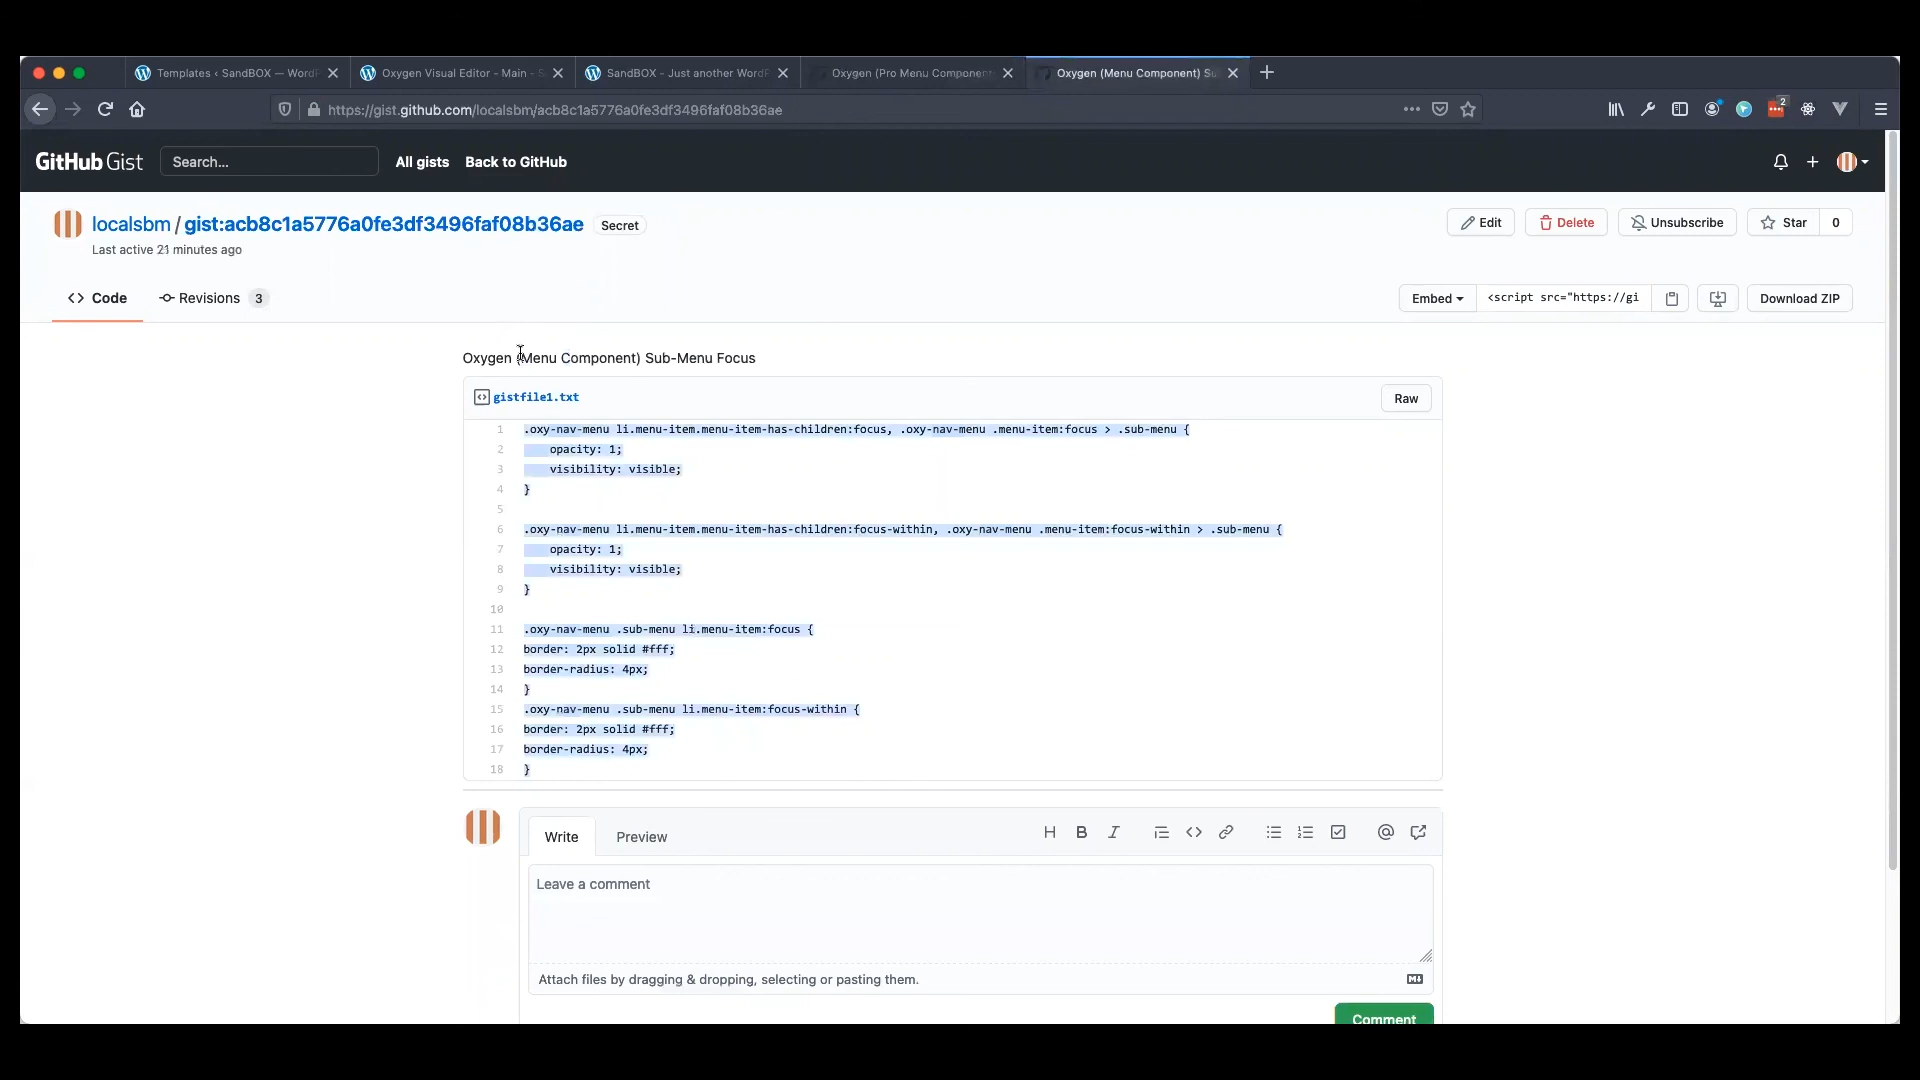 Templates ‹ SandBOX — WordP
Oxygen Visual Editor - Main - S
SandBOX - Just another WordP
Oxygen (Pro Menu Component
Oxygen (Menu Component) Su
https://gist.github.com/localsbm/acb8c1a5776a0fe3df3496faf08b36ae
2
GitHub Gist
Search...
All gists
Back to GitHub
localsbm / gist:acb8c1a5776a0fe3df3496faf08b36ae
Secret
Edit
Delete
Unsubscribe
Star
0
Last active 21 minutes ago
Code
Revisions 3
Embed
<script src="https://gi
Download ZIP
Oxygen (Menu Component) Sub-Menu Focus
gistfile1.txt
Raw
1 .oxy-nav-menu li.menu-item.menu-item-has-children:focus, .oxy-nav-menu .menu-item:focus > .sub-menu {
2 opacity: 1;
3 visibility: visible;
4 }
5
6 .oxy-nav-menu li.menu-item.menu-item-has-children:focus-within, .oxy-nav-menu .menu-item:focus-within > .sub-menu {
7 opacity: 1;
8 visibility: visible;
9 }
10
11 .oxy-nav-menu .sub-menu li.menu-item:focus {
12 border: 2px solid #fff;
13 border-radius: 4px;
14 }
15 .oxy-nav-menu .sub-menu li.menu-item:focus-within {
16 border: 2px solid #fff;
17 border-radius: 4px;
18 }
Write
Preview
Leave a comment
Attach files by dragging & dropping, selecting or pasting them.
Comment